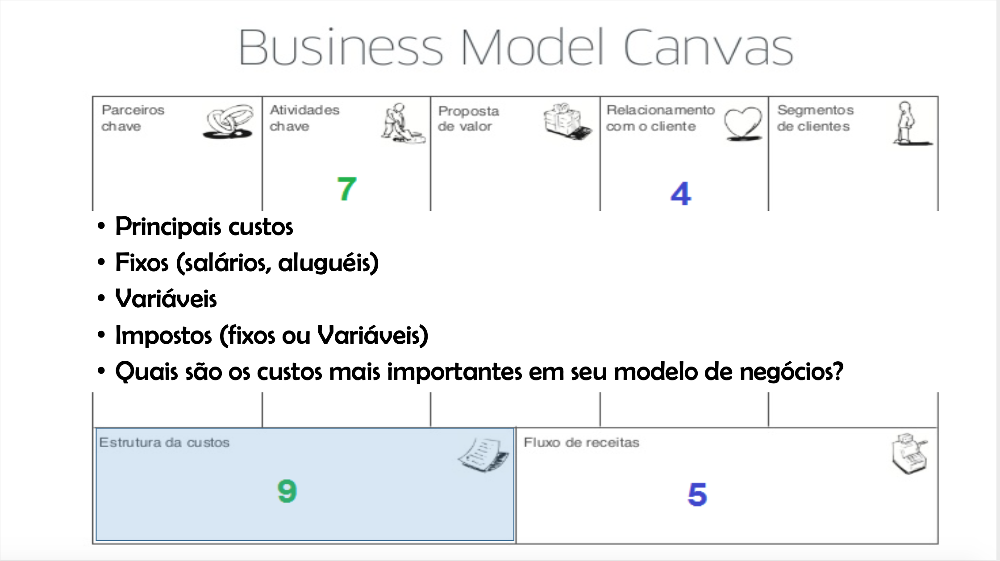 Business Model Canvas
Parceiros
chave
Atividades
chave
7
Proposta
de valor
Relacionamento
com o cliente
4
Segmentos
de clientes
• Principais custos
• Fixos (salários, aluguéis)
• Variáveis
• Impostos (fixos ou Variáveis)
• Quais são os custos mais importantes em seu modelo de negócios?
Estrutura da custos
9
Fluxo de receitas
5